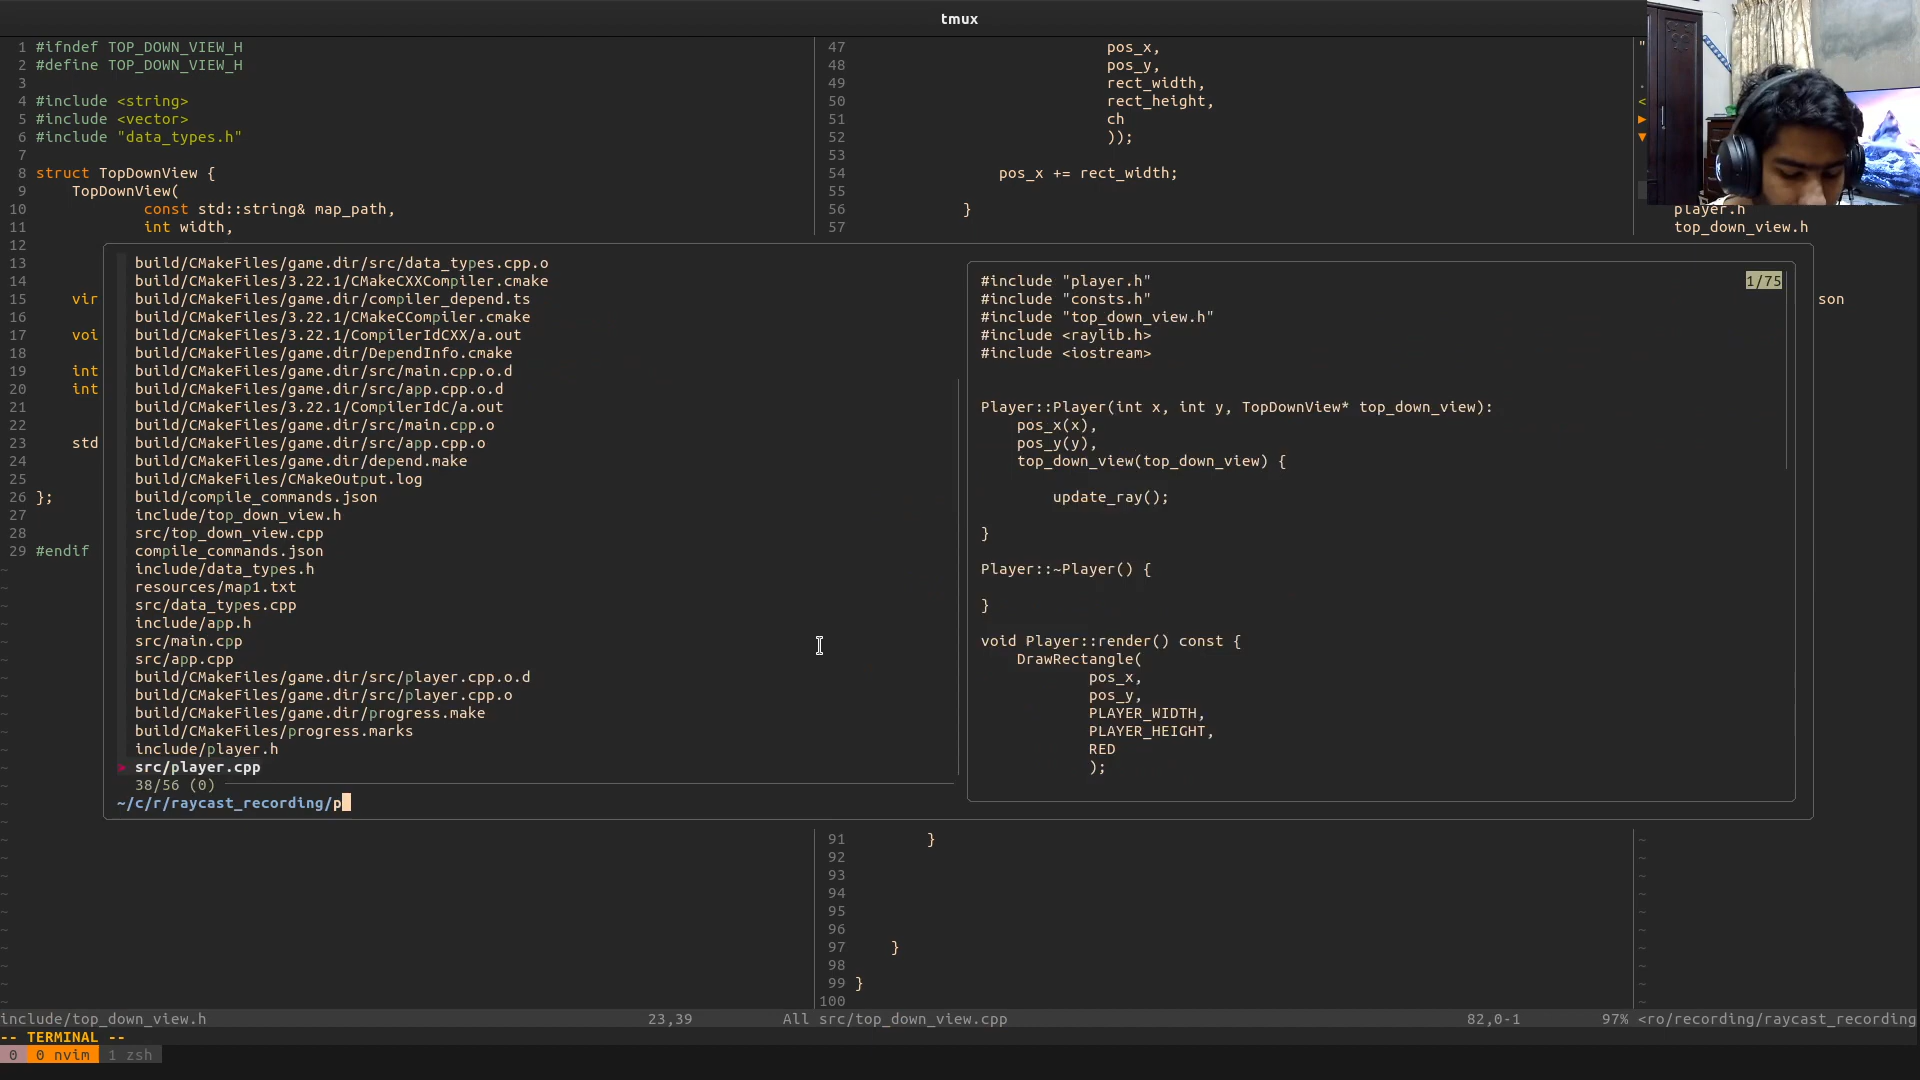 tmux
1 #ifndef TOP_DOWN_VIEW_H
2 #define TOP_DOWN_VIEW_H
3
4 #include <string>
5 #include <vector>
6 #include "data_types.h"
7
8 struct TopDownView {
9 TopDownView(
10 const std::string& map_path,
11 int width,
12
13
14
15 vir
16
17 voi
18
19 int
20 int
21
22
23 std
24
25
26 };
27
28
29 #endif
47 pos_x,
48 pos_y,
49 rect_width,
50 rect_height,
51 ch
52 ));
53
54 pos_x += rect_width;
55
56 }
57
player.h
top_down_view.h
son
build/CMakeFiles/game.dir/src/data_types.cpp.o
build/CMakeFiles/3.22.1/CMakeCXXCompiler.cmake
build/CMakeFiles/game.dir/compiler_depend.ts
build/CMakeFiles/3.22.1/CMakeCCompiler.cmake
build/CMakeFiles/3.22.1/CompilerIdCXX/a.out
build/CMakeFiles/game.dir/DependInfo.cmake
build/CMakeFiles/game.dir/src/main.cpp.o.d
build/CMakeFiles/game.dir/src/app.cpp.o.d
build/CMakeFiles/3.22.1/CompilerIdC/a.out
build/CMakeFiles/game.dir/src/main.cpp.o
build/CMakeFiles/game.dir/src/app.cpp.o
build/CMakeFiles/game.dir/depend.make
build/CMakeFiles/CMakeOutput.log
build/compile_commands.json
include/top_down_view.h
src/top_down_view.cpp
compile_commands.json
include/data_types.h
resources/map1.txt
src/data_types.cpp
include/app.h
src/main.cpp
src/app.cpp
build/CMakeFiles/game.dir/src/player.cpp.o.d
build/CMakeFiles/game.dir/src/player.cpp.o
build/CMakeFiles/game.dir/progress.make
build/CMakeFiles/progress.marks
include/player.h
src/player.cpp
38/56 (0)
~/c/r/raycast_recording/p
#include "player.h" 1/75
#include "consts.h"
#include "top_down_view.h"
#include <raylib.h>
#include <iostream>
Player::Player(int x, int y, TopDownView* top_down_view):
pos_x(x),
pos_y(y),
top_down_view(top_down_view) {
update_ray();
}
Player::~Player() {
}
void Player::render() const {
DrawRectangle(
pos_x,
pos_y,
PLAYER_WIDTH,
PLAYER_HEIGHT,
RED
);
91 }
92
93
94
95
96
97 }
98
99 }
100
include/top_down_view.h 23,39 All src/top_down_view.cpp 82,0-1 97% <ro/recording/raycast_recording
-- TERMINAL --
0 0 nvim 1 zsh